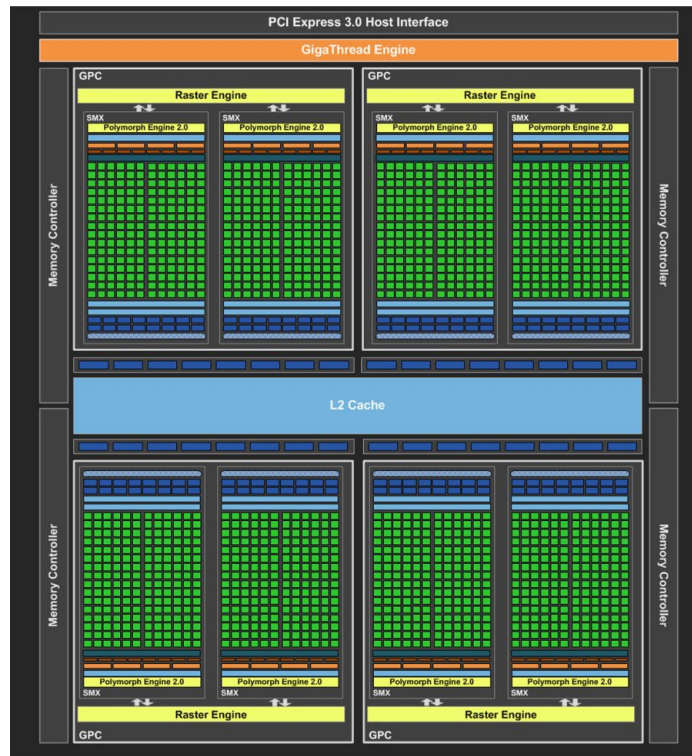 PCI Express 3.0 Host Interface
GigaThread Engine
Memory Controller
GPC
Raster Engine
SMX
Polymorph Engine 2.0
Polymorph Engine 2.0
GPC
Raster Engine
SMX
Polymorph Engine 2.0
SMX
Polymorph Engine 2.0
Memory Controller
L2 Cache
Memory Controller
Polymorph Engine 2.0
SMX
Polymorph Engine 2.0
SMX
Raster Engine
GPC
Polymorph Engine 2.0
SMX
Polymorph Engine 2.0
SMX
Raster Engine
GPC
Memory Controller